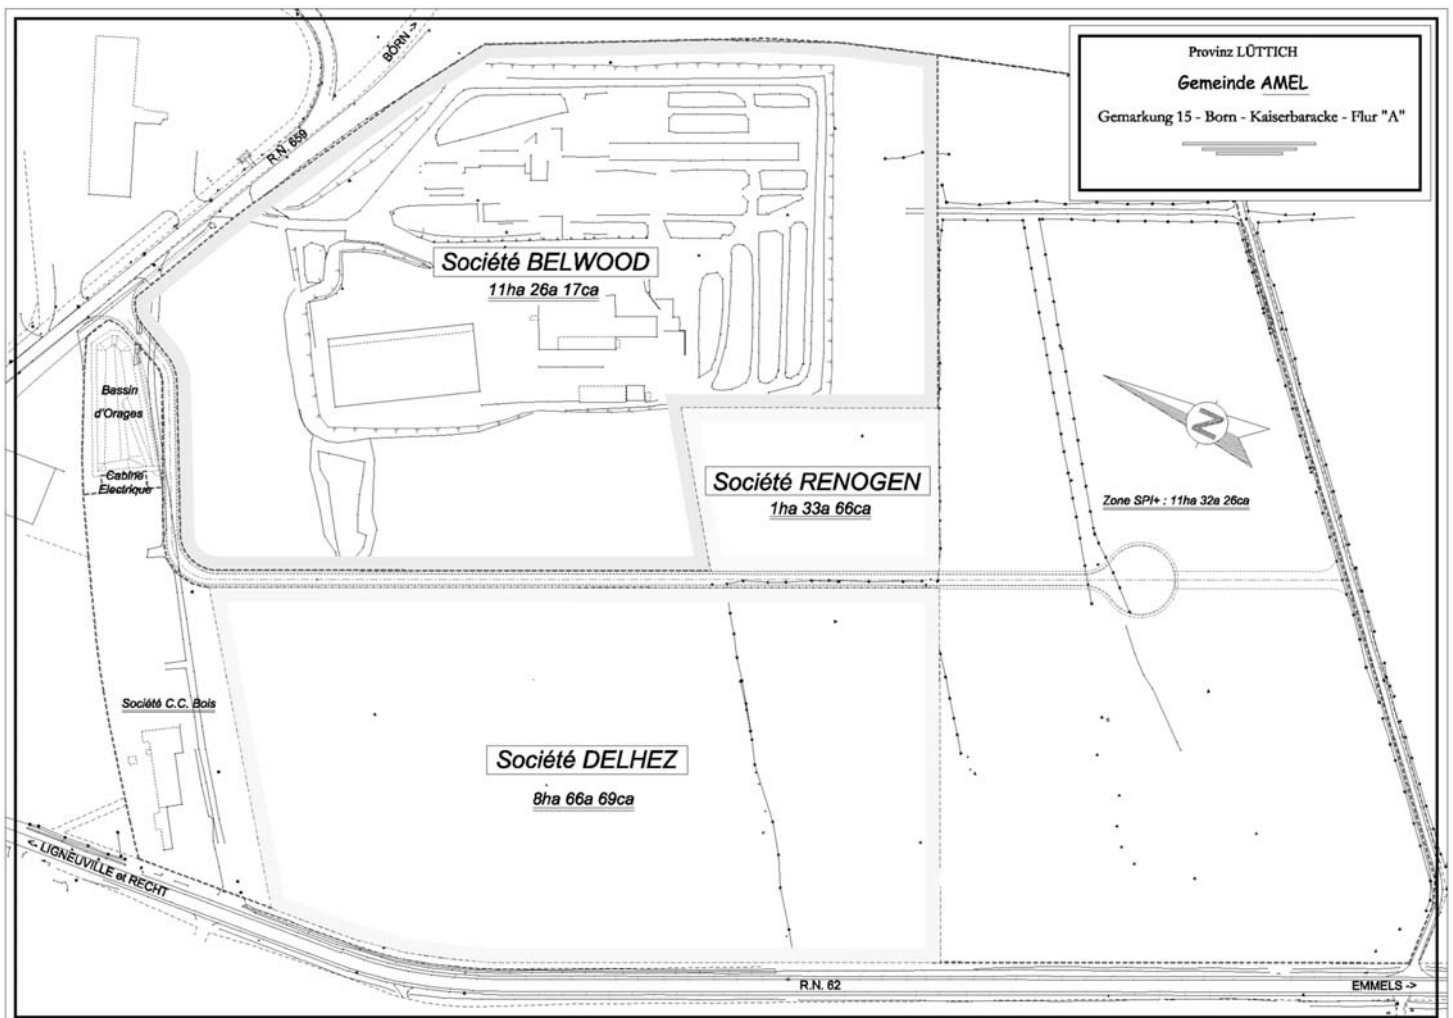 Provinz LÜTTICH
Gemeinde AMEL
Gemarkung 15 - Born - Kaiserbaracke - Flur "A"
BÖRN ->
R.N. 659
Société BELWOOD
11ha 26a 17ca
Bassin
d'Orages
Cabine
Electrique
Société RENOGEN
1ha 33a 66ca
N
Zone SPI+ : 11ha 32a 26ca
Société C.C. Bois
Société DELHEZ
8ha 66a 69ca
<- LIGNEUVILLE et RECHT
R.N. 62
EMMELS ->